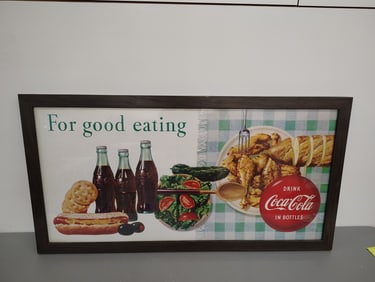 For good eating
DRINK
Coca-Cola
IN BOTTLES